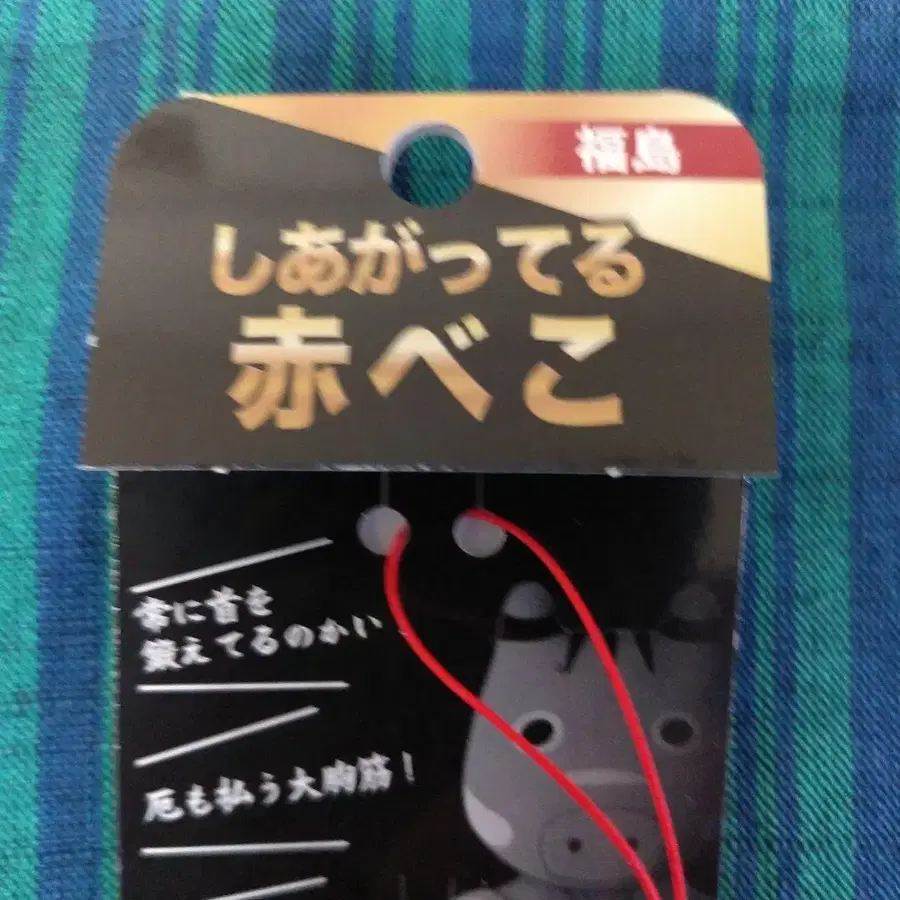 福島
しあがってる
赤べこ
常に首を
鍛えてるのかい
厄も払う大胸筋！